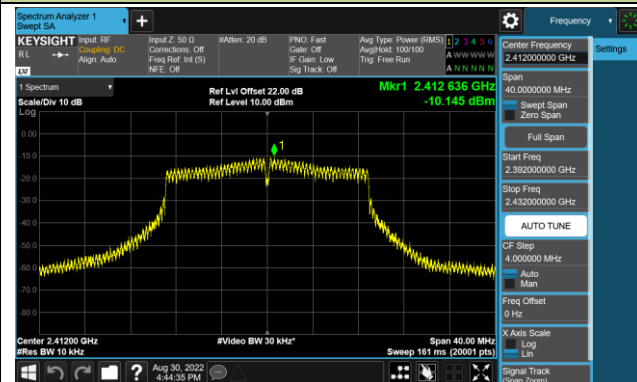 Spectrum Analyzer 1
Swept SA
+
Frequency
KEYSIGHT
RL
LXI
Input: RF
Coupling: DC
Align: Auto
Input Z: 50 Ω
Corrections: Off
Freq Ref: Int (S)
NFE: Off
#Atten: 20 dB
PNO: Fast
Gate: Off
IF Gain: Low
Sig Track: Off
Avg Type: Power (RMS)
Avg|Hold: 100/100
Trig: Free Run
1 2 3 4 5 6
A W W W W W
A N N N N N
1 Spectrum
Scale/Div 10 dB
Log
Ref Lvl Offset 22.00 dB
Ref Level 10.00 dBm
Mkr1 2.412 636 GHz
-10.145 dBm
1
0.00
-10.0
-20.0
-30.0
-40.0
-50.0
-60.0
-70.0
-80.0
Center 2.41200 GHz
#Res BW 10 kHz
#Video BW 30 kHz*
Span 40.00 MHz
Sweep 161 ms (20001 pts)
Center Frequency
2.412000000 GHz
Settings
Span
40.0000000 MHz
Swept Span
Zero Span
Full Span
Start Freq
2.392000000 GHz
Stop Freq
2.432000000 GHz
AUTO TUNE
CF Step
4.000000 MHz
Auto
Man
Freq Offset
0 Hz
X Axis Scale
Log
Lin
Signal Track
(Span Zoom)
?
Aug 30, 2022
4:44:35 PM